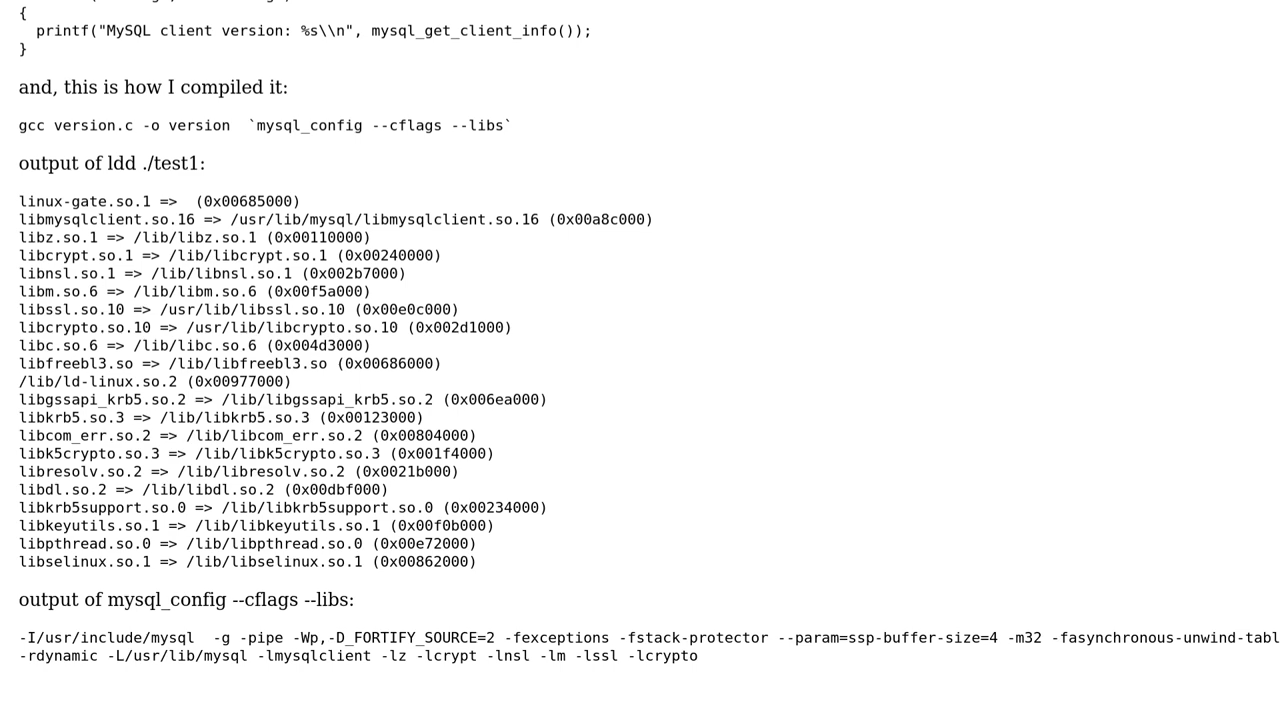 {
  printf("MySQL client version: %s\\n", mysql_get_client_info());
}
and, this is how I compiled it:
gcc version.c -o version  `mysql_config --cflags --libs`
output of ldd ./test1:
linux-gate.so.1 =>  (0x00685000)
libmysqlclient.so.16 => /usr/lib/mysql/libmysqlclient.so.16 (0x00a8c000)
libz.so.1 => /lib/libz.so.1 (0x00110000)
libcrypt.so.1 => /lib/libcrypt.so.1 (0x00240000)
libnsl.so.1 => /lib/libnsl.so.1 (0x002b7000)
libm.so.6 => /lib/libm.so.6 (0x00f5a000)
libssl.so.10 => /usr/lib/libssl.so.10 (0x00e0c000)
libcrypto.so.10 => /usr/lib/libcrypto.so.10 (0x002d1000)
libc.so.6 => /lib/libc.so.6 (0x004d3000)
libfreebl3.so => /lib/libfreebl3.so (0x00686000)
/lib/ld-linux.so.2 (0x00977000)
libgssapi_krb5.so.2 => /lib/libgssapi_krb5.so.2 (0x006ea000)
libkrb5.so.3 => /lib/libkrb5.so.3 (0x00123000)
libcom_err.so.2 => /lib/libcom_err.so.2 (0x00804000)
libk5crypto.so.3 => /lib/libk5crypto.so.3 (0x001f4000)
libresolv.so.2 => /lib/libresolv.so.2 (0x0021b000)
libdl.so.2 => /lib/libdl.so.2 (0x00dbf000)
libkrb5support.so.0 => /lib/libkrb5support.so.0 (0x00234000)
libkeyutils.so.1 => /lib/libkeyutils.so.1 (0x00f0b000)
libpthread.so.0 => /lib/libpthread.so.0 (0x00e72000)
libselinux.so.1 => /lib/libselinux.so.1 (0x00862000)
output of mysql_config --cflags --libs:
-I/usr/include/mysql  -g -pipe -Wp,-D_FORTIFY_SOURCE=2 -fexceptions -fstack-protector --param=ssp-buffer-size=4 -m32 -fasynchronous-unwind-tabl
-rdynamic -L/usr/lib/mysql -lmysqlclient -lz -lcrypt -lnsl -lm -lssl -lcrypto